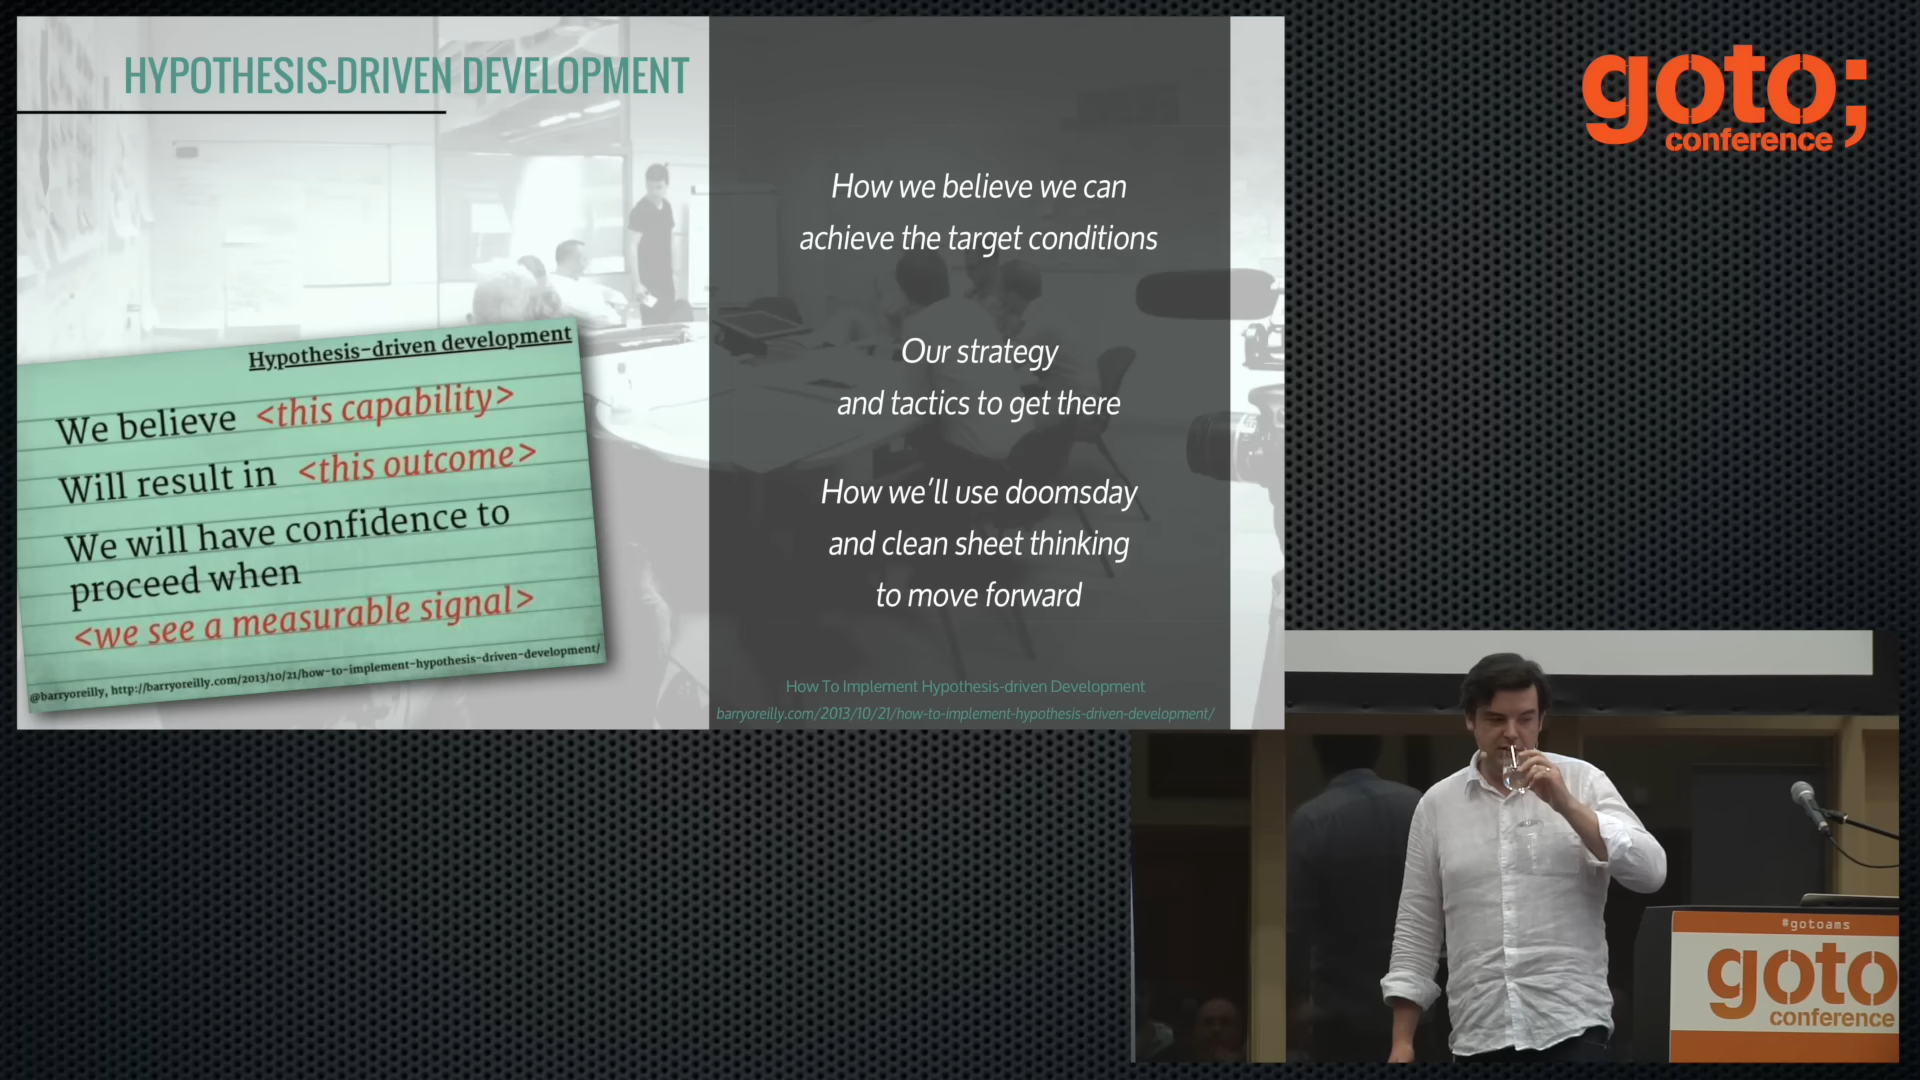 HYPOTHESIS-DRIVEN DEVELOPMENT
How we believe we can
achieve the target conditions
Our strategy
and tactics to get there
How we'll use doomsday
and clean sheet thinking
to move forward
How To Implement Hypothesis-driven Development
barryoreilly.com/2013/10/21/how-to-implement-hypothesis-driven-development/
Hypothesis-driven development
We believe <this capability>
Will result in <this outcome>
We will have confidence to
proceed when
<we see a measurable signal>
@barryoreilly, http://barryoreilly.com/2013/10/21/how-to-implement-hypothesis-driven-development/
goto;
conference
#gotoams
goto
conference